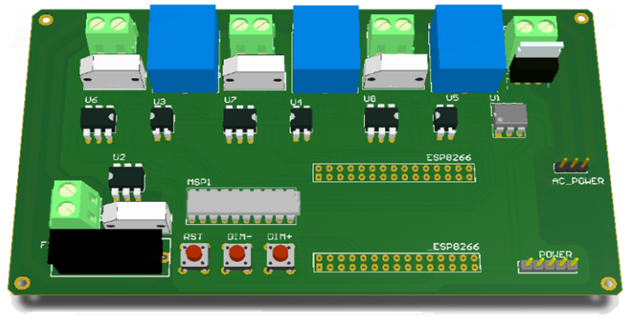 U6
U3
U7
U4
U8
U5
U1
U2
ESP8266
AC_POWER
MSP1
RST
DIM-
DIM+
ESP8266
POWER
F